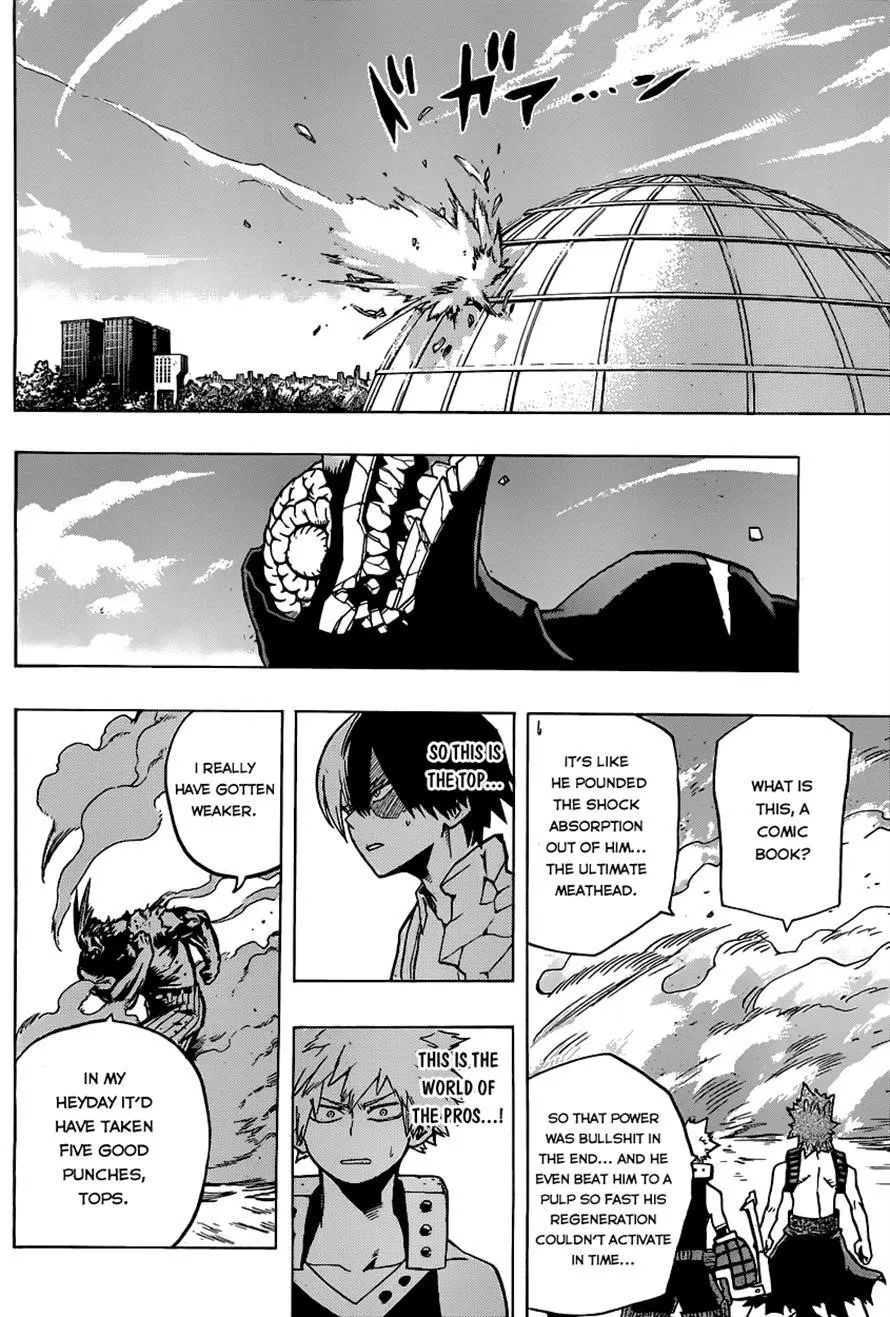 ドガァ…ン
WHAT IS
THIS, A
COMIC
BOOK?
IT'S LIKE
HE POUNDED
THE SHOCK
ABSORPTION
OUT OF HIM...
THE ULTIMATE
MEATHEAD.
SO THAT POWER
WAS BULLSHIT IN
THE END... AND HE
EVEN BEAT HIM TO A
PULP SO FAST HIS
REGENERATION
COULDN'T ACTIVATE
IN TIME...
SO THIS IS
THE TOP...
THIS IS THE
WORLD OF
THE PROS...!
I REALLY
HAVE GOTTEN
WEAKER.
IN MY
HEYDAY IT'D
HAVE TAKEN
FIVE GOOD
PUNCHES,
TOPS.